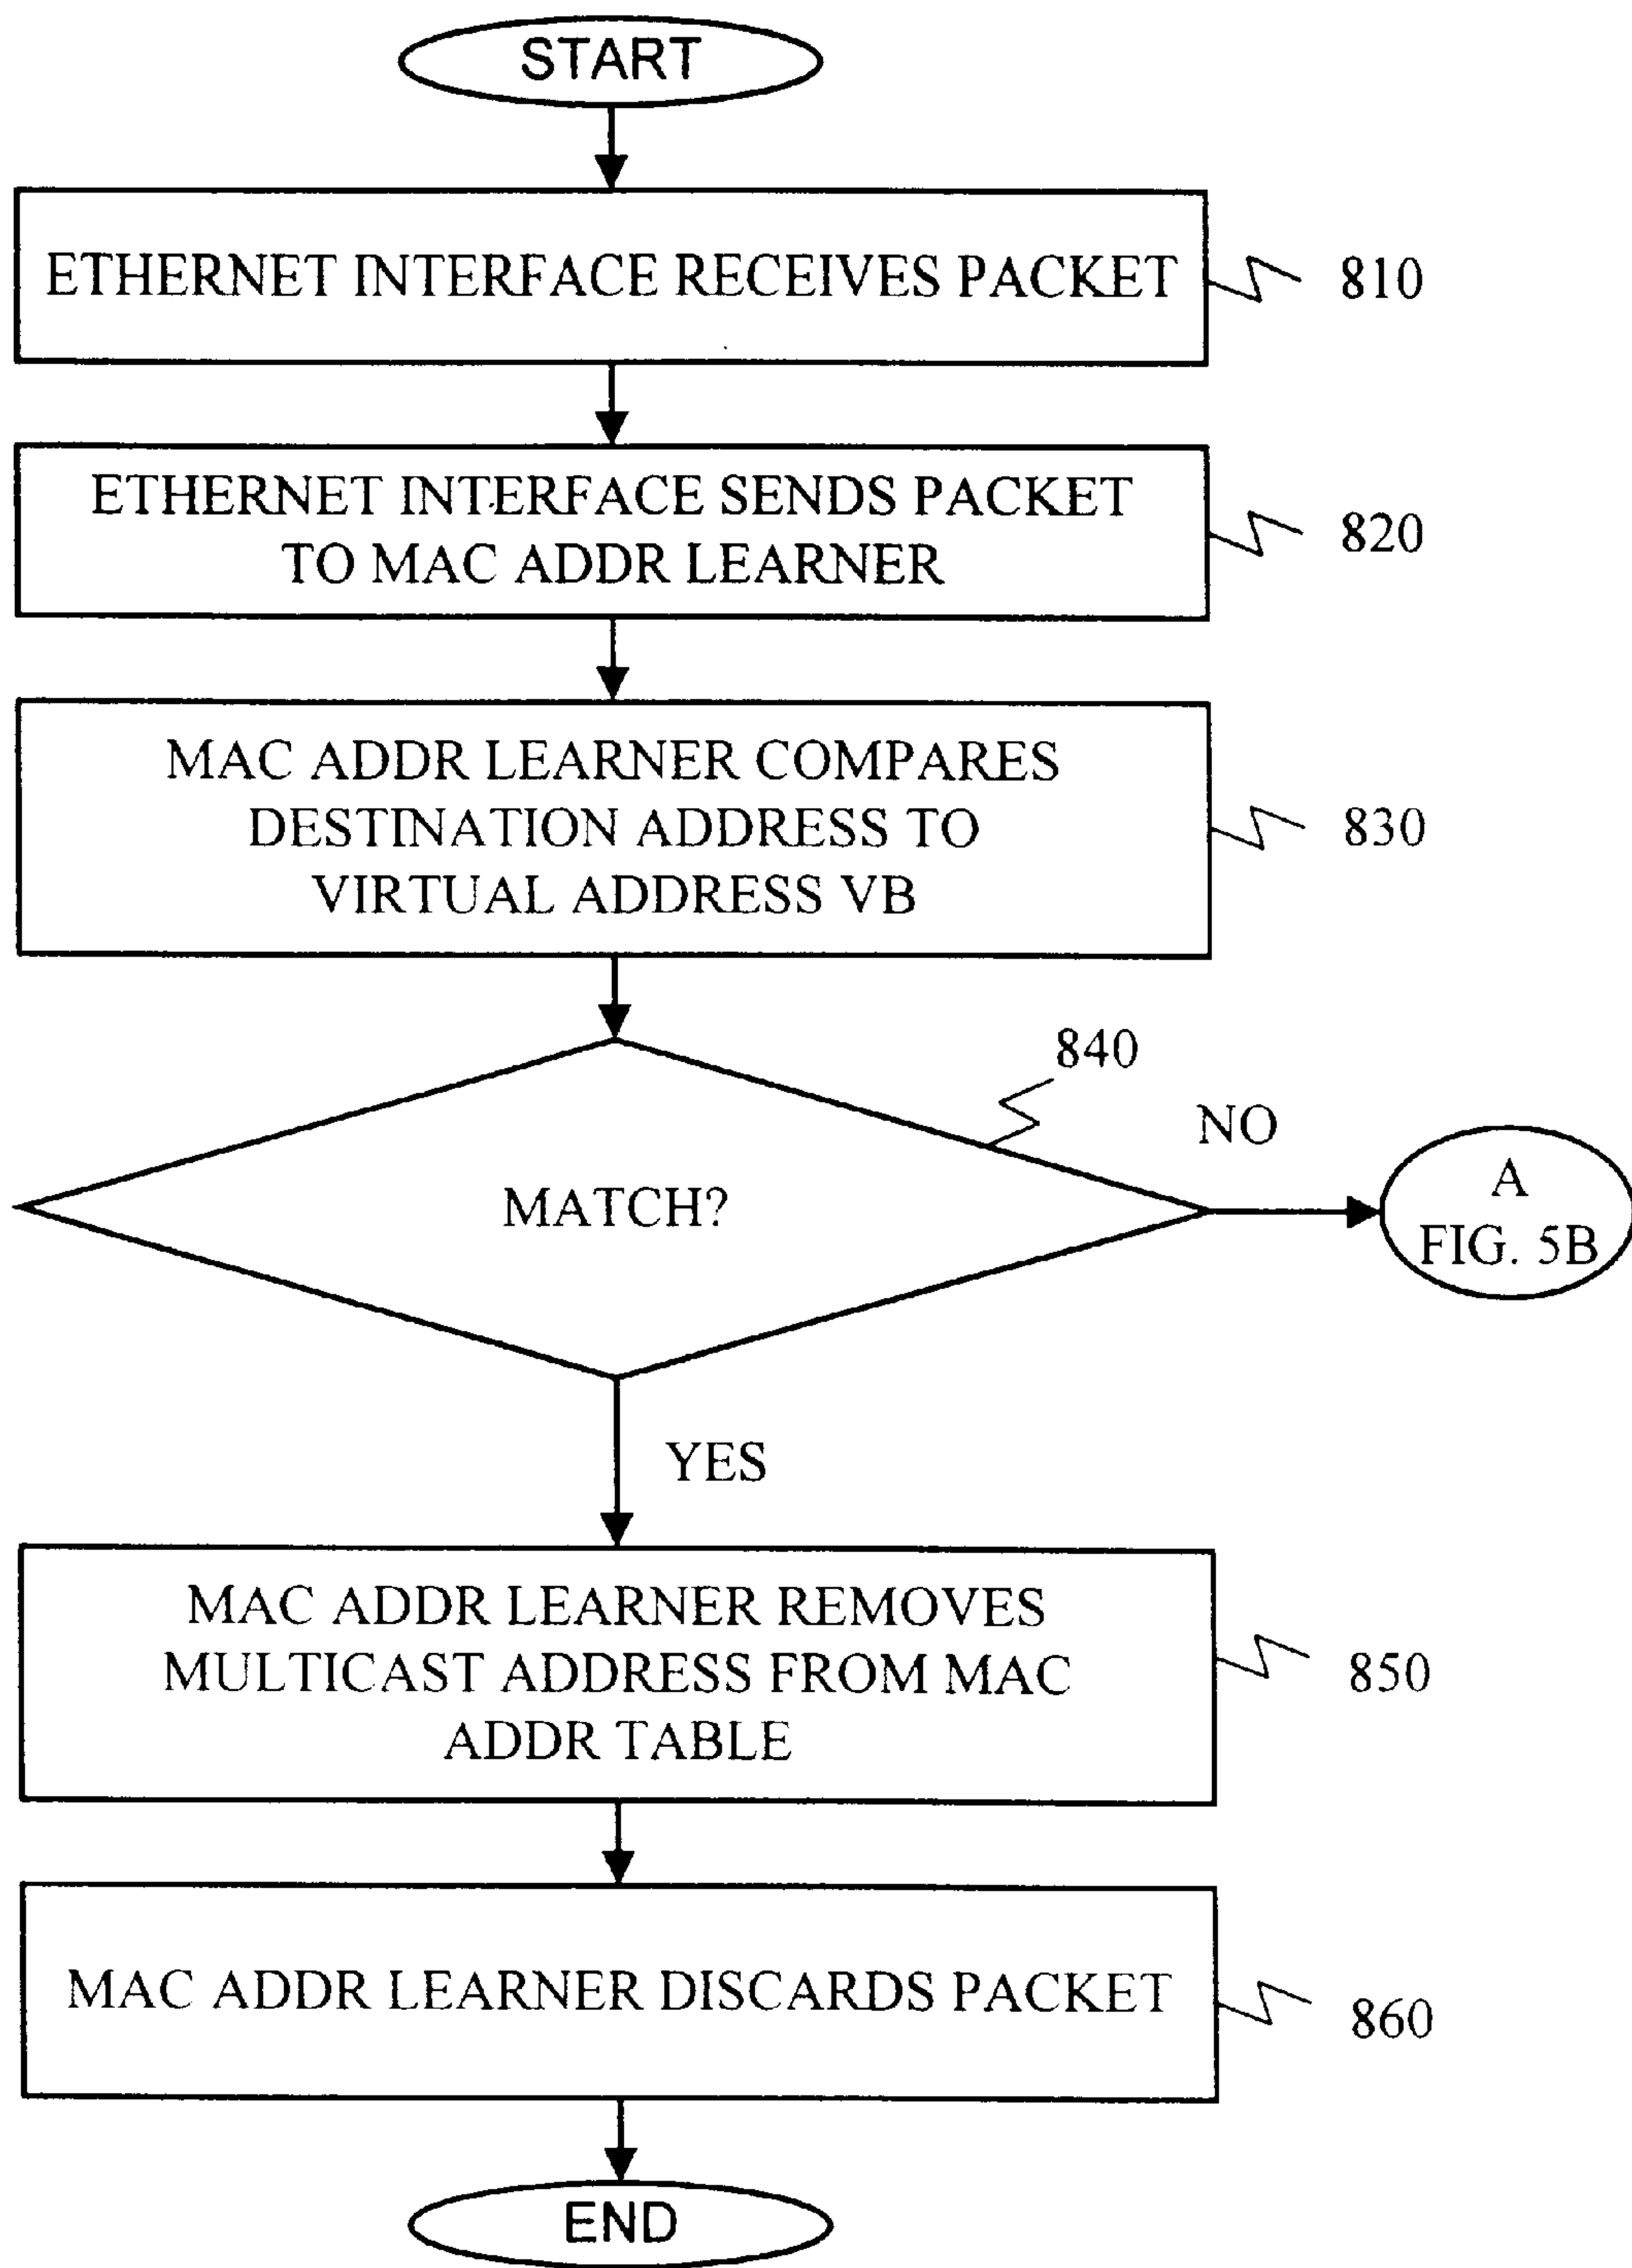 START
ETHERNET INTERFACE RECEIVES PACKET
810
ETHERNET INTERFACE SENDS PACKET
TO MAC ADDR LEARNER
820
MAC ADDR LEARNER COMPARES
DESTINATION ADDRESS TO
VIRTUAL ADDRESS VB
830
840
MATCH?
NO
A
FIG. 5B
YES
MAC ADDR LEARNER REMOVES
MULTICAST ADDRESS FROM MAC
ADDR TABLE
850
MAC ADDR LEARNER DISCARDS PACKET
860
END